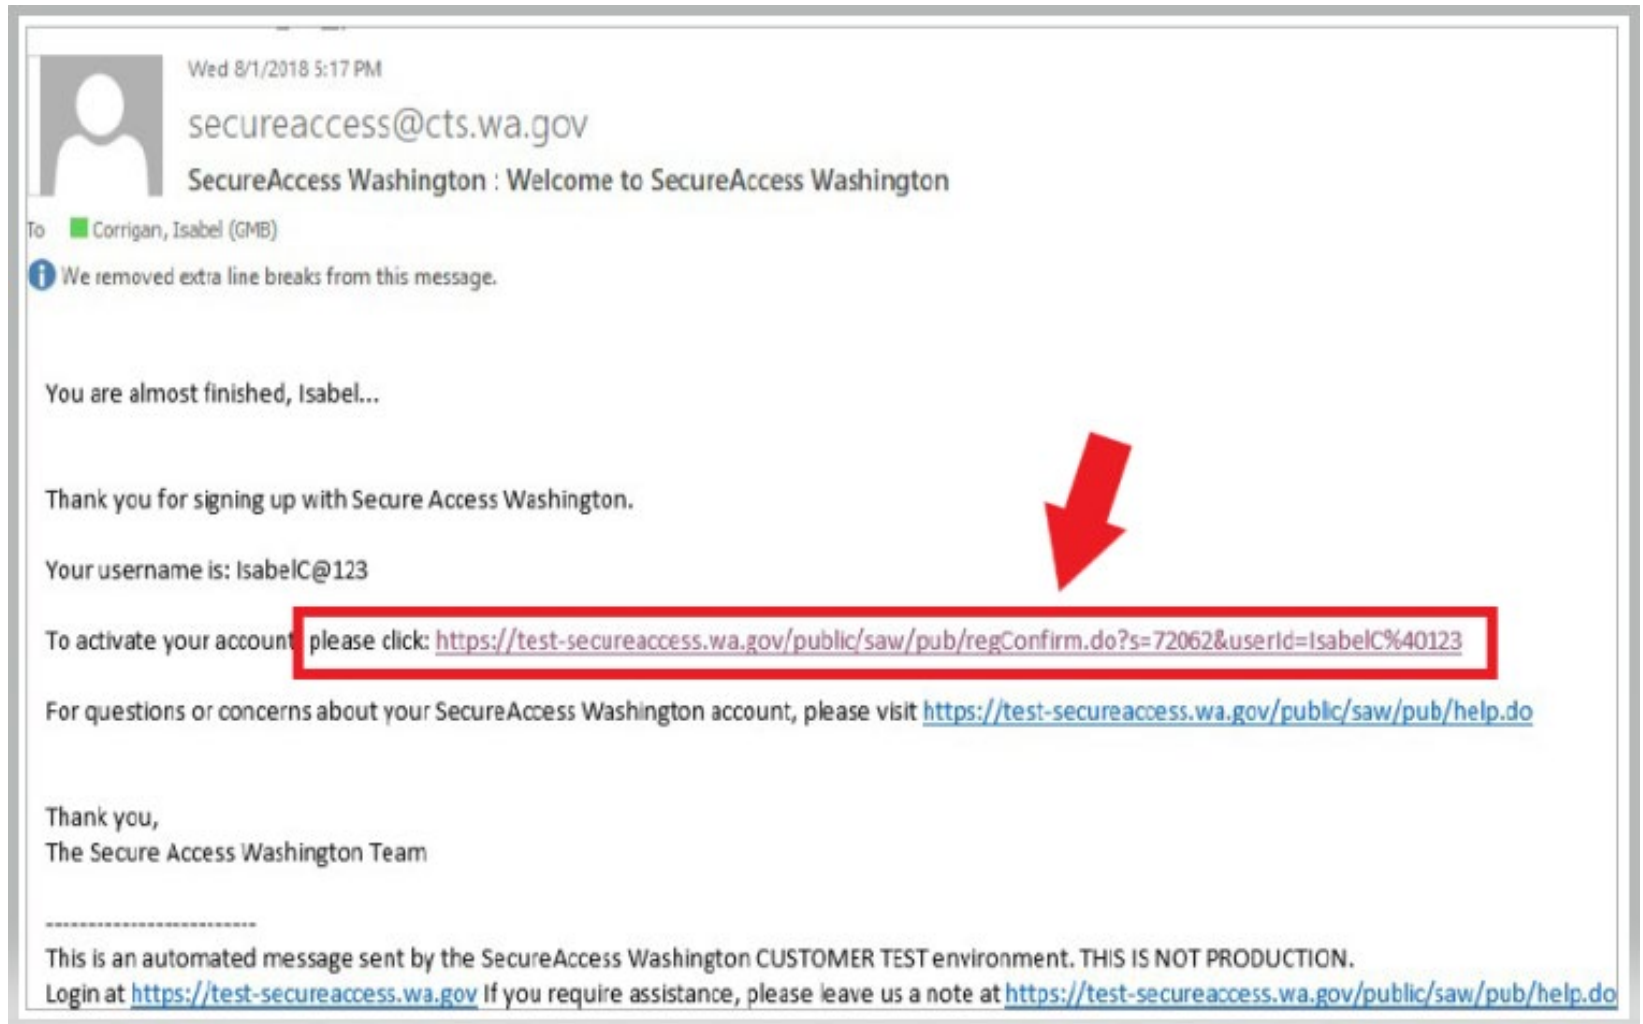 Wed 8/1/2018 5:17 PM
secureaccess@cts.wa.gov
SecureAccess Washington : Welcome to SecureAccess Washington
To Corrigan, Isabel (GMB)
We removed extra line breaks from this message.
You are almost finished, Isabel...
Thank you for signing up with Secure Access Washington.
Your username is: IsabelC@123
To activate your account please click: https://test-secureaccess.wa.gov/public/saw/pub/regConfirm.do?s=72062&userId=IsabelC%40123
For questions or concerns about your SecureAccess Washington account, please visit https://test-secureaccess.wa.gov/public/saw/pub/help.do
Thank you,
The Secure Access Washington Team
-------------------------
This is an automated message sent by the SecureAccess Washington CUSTOMER TEST environment. THIS IS NOT PRODUCTION.
Login at https://test-secureaccess.wa.gov If you require assistance, please leave us a note at https://test-secureaccess.wa.gov/public/saw/pub/help.do